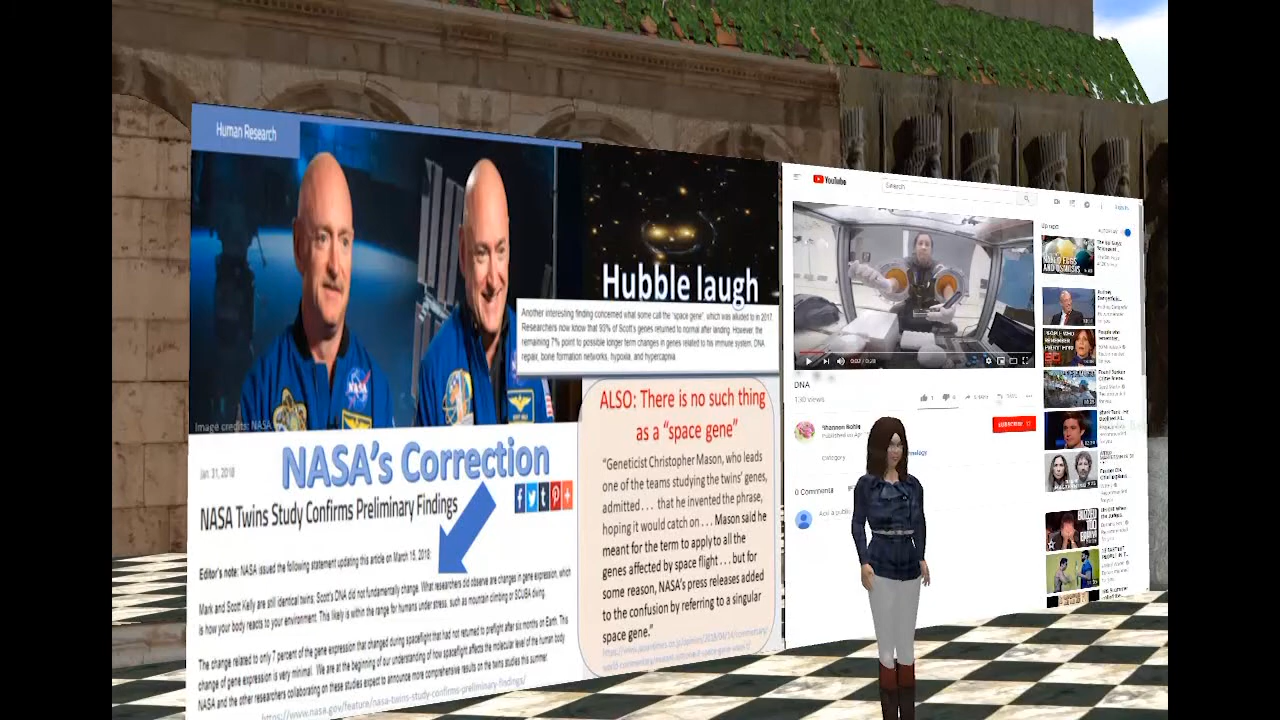 Human Research
Image credits: NASA
Hubble laugh
Another interesting finding concerned what some call the "space gene", which was alluded to in 2017.
Researchers now know that 93% of Scott's genes returned to normal after landing. However, the
remaining 7% point to possible longer term changes in genes related to his immune system, DNA
repair, bone formation networks, hypoxia, and hypercapnia.
Jan. 31, 2018
NASA's Correction
NASA Twins Study Confirms Preliminary Findings
Editor's note: NASA issued the following statement updating this article on March 15, 2018:
Mark and Scott Kelly are still identical twins; Scott's DNA did not fundamentally change. What researchers did observe are changes in gene expression, which
is how your body reacts to your environment. This likely is within the range for humans under stress, such as mountain climbing or SCUBA diving.
The change related to only 7 percent of the gene expression that changed during spaceflight that had not returned to preflight after six months on Earth. This
change of gene expression is very minimal. We are at the beginning of our understanding of how spaceflight affects the molecular level of the human body.
NASA and the other researchers collaborating on these studies expect to announce more comprehensive results on the twins studies this summer.
https://www.nasa.gov/feature/nasa-twins-study-confirms-preliminary-findings/
ALSO: There is no such thing
as a "space gene"
"Geneticist Christopher Mason, who leads
one of the teams studying the twins' genes,
admitted . . . that he invented the phrase,
hoping it would catch on . . . Mason said he
meant for the term to apply to all the
genes affected by space flight . . . but for
some reason, NASA's press releases added
to the confusion by referring to a singular
space gene."
YouTube
Search
DNA
views
SUBSCRIBE
Category
0 Comments
Up next
NAKED EGGS